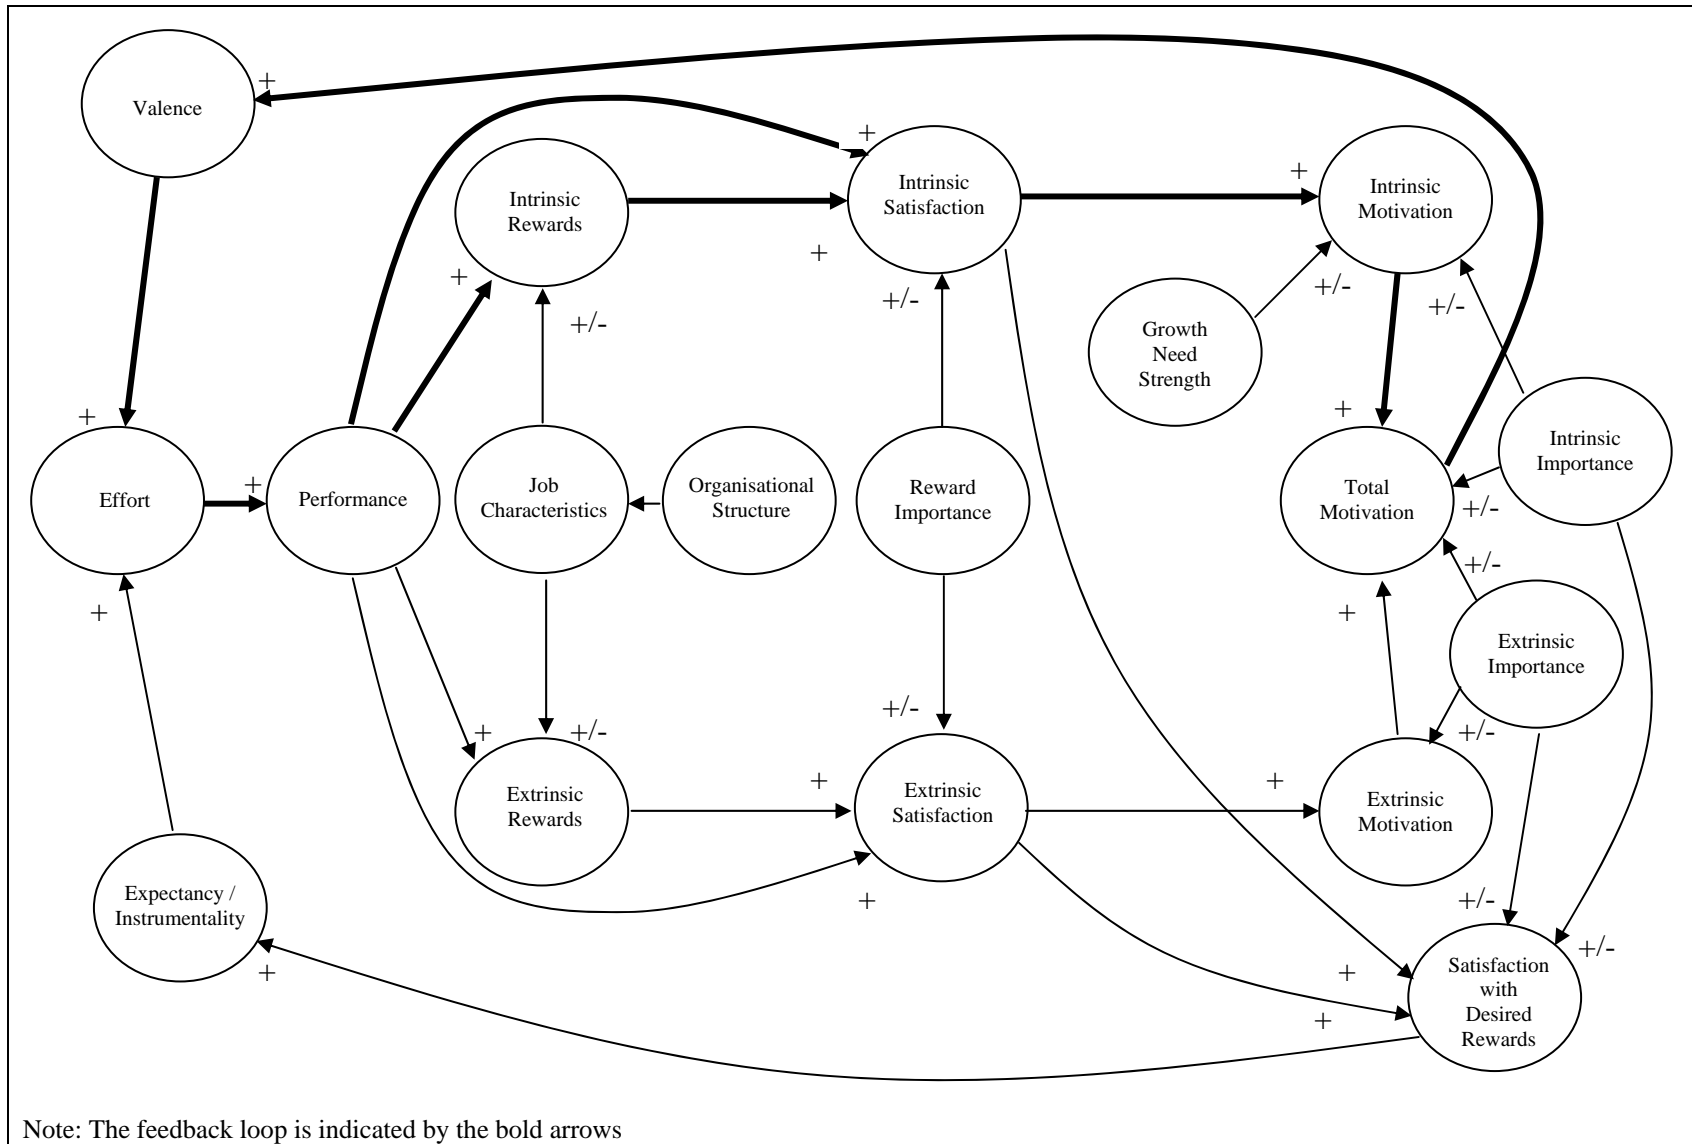 +
Valence
+
Intrinsic
Rewards
Intrinsic
Satisfaction
+
Intrinsic
Motivation
+
+
+/-
+/-
+/-
+/-
Growth
Need
Strength
+
+
Effort
+
Performance
Job
Characteristics
Organisational
Structure
Reward
Importance
Total
Motivation
Intrinsic
Importance
+/-
+/-
+
+
Extrinsic
Importance
+
+/-
+/-
+/-
Extrinsic
Rewards
+
Extrinsic
Satisfaction
+
Extrinsic
Motivation
Expectancy /
Instrumentality
+
+/-
+/-
+
+
+
Satisfaction
with
Desired
Rewards
Note: The feedback loop is indicated by the bold arrows